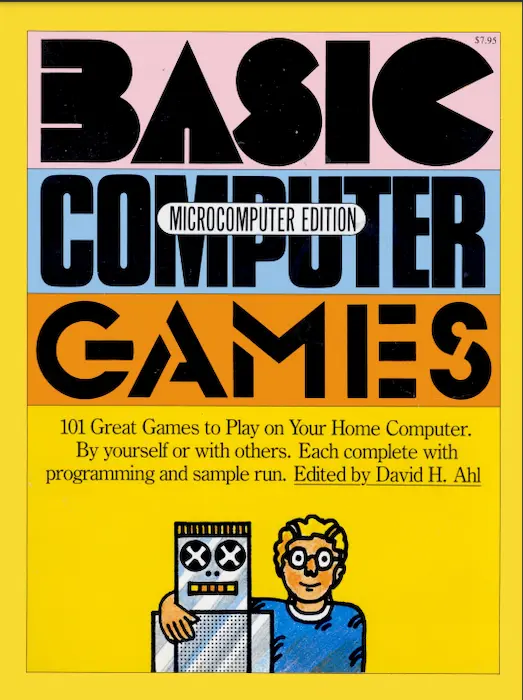 $7.95
BASIC
COMPUTER
MICROCOMPUTER EDITION
GAMES
101 Great Games to Play on Your Home Computer.
By yourself or with others. Each complete with
programming and sample run. Edited by David H. Ahl